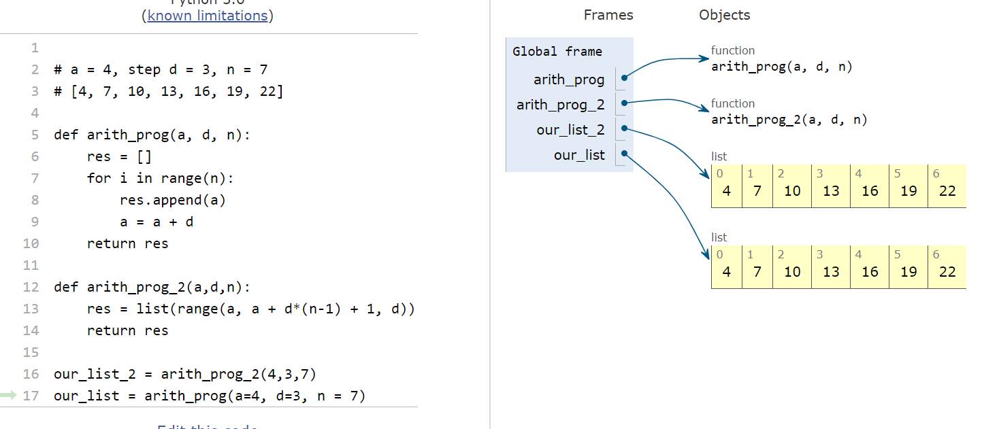 (known limitations)
1
2 # a = 4, step d = 3, n = 7
3 # [4, 7, 10, 13, 16, 19, 22]
4
5 def arith_prog(a, d, n):
6     res = []
7     for i in range(n):
8         res.append(a)
9         a = a + d
10     return res
11
12 def arith_prog_2(a,d,n):
13     res = list(range(a, a + d*(n-1) + 1, d))
14     return res
15
16 our_list_2 = arith_prog_2(4,3,7)
17 our_list = arith_prog(a=4, d=3, n = 7)
Edit this code
Frames Objects
Global frame
arith_prog
arith_prog_2
our_list_2
our_list
function
arith_prog(a, d, n)
function
arith_prog_2(a, d, n)
list
0 1 2 3 4 5 6
4 7 10 13 16 19 22
list
0 1 2 3 4 5 6
4 7 10 13 16 19 22